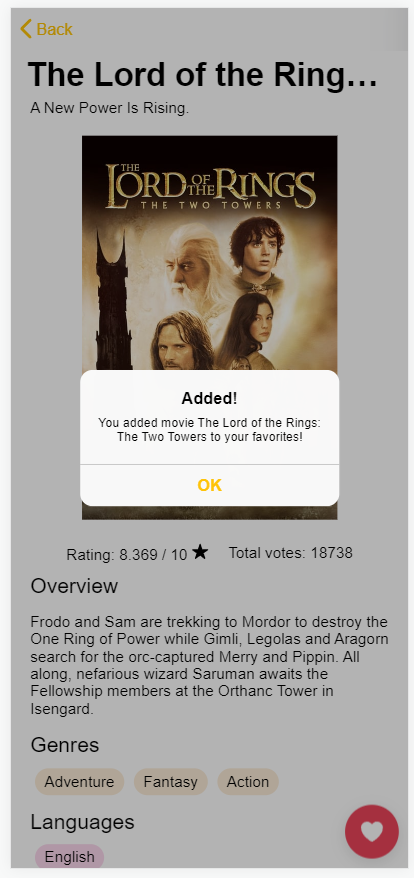 Back
The Lord of the Ring...
A New Power Is Rising.
THE
LORD OF THE RINGS
THE TWO TOWERS
Added!
You added movie The Lord of the Rings:
The Two Towers to your favorites!
OK
Rating: 8.369 / 10 ★ Total votes: 18738
Overview
Frodo and Sam are trekking to Mordor to destroy the
One Ring of Power while Gimli, Legolas and Aragorn
search for the orc-captured Merry and Pippin. All
along, nefarious wizard Saruman awaits the
Fellowship members at the Orthanc Tower in
Isengard.
Genres
Adventure Fantasy Action
Languages
English